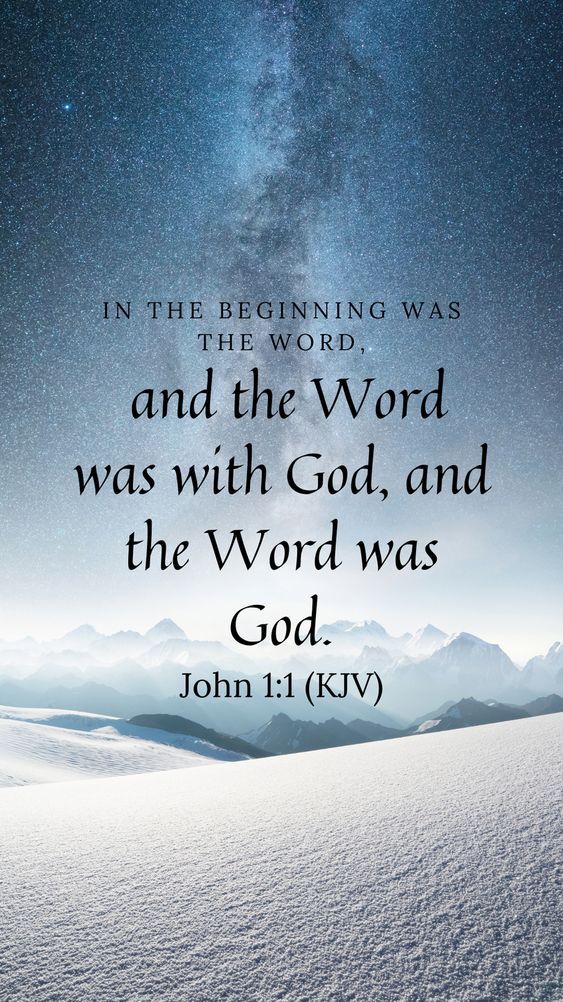 IN THE BEGINNING WAS
THE WORD,
and the Word
was with God, and
the Word was
God.
John 1:1 (KJV)